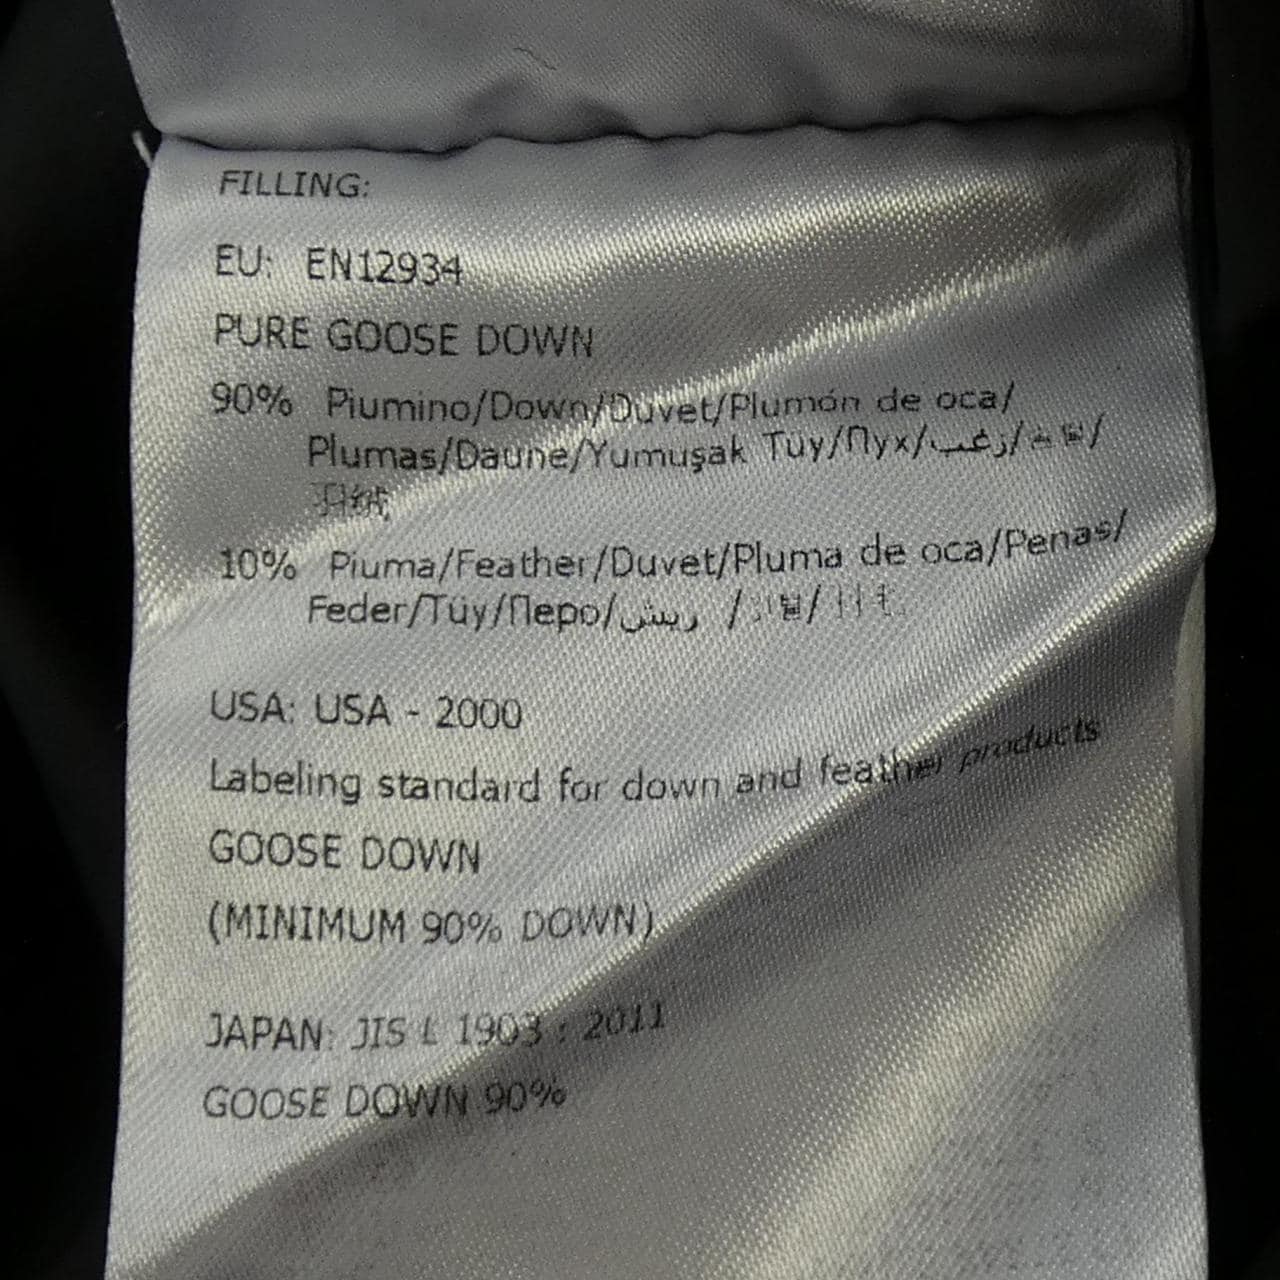 FILLING:
EU: EN12934
PURE GOOSE DOWN
90% Piumino/Down/Duvet/Plumón de oca/
Plumas/Daune/Yumuşak Tüy/Пух/زغب/
10% Piuma/Feather/Duvet/Pluma de oca/Penas/
Feder/Tüy/Перо/ريش /
USA: USA - 2000
Labeling standard for down and feather products
GOOSE DOWN
(MINIMUM 90% DOWN)
JAPAN: JIS L 1903 : 2011
GOOSE DOWN 90%